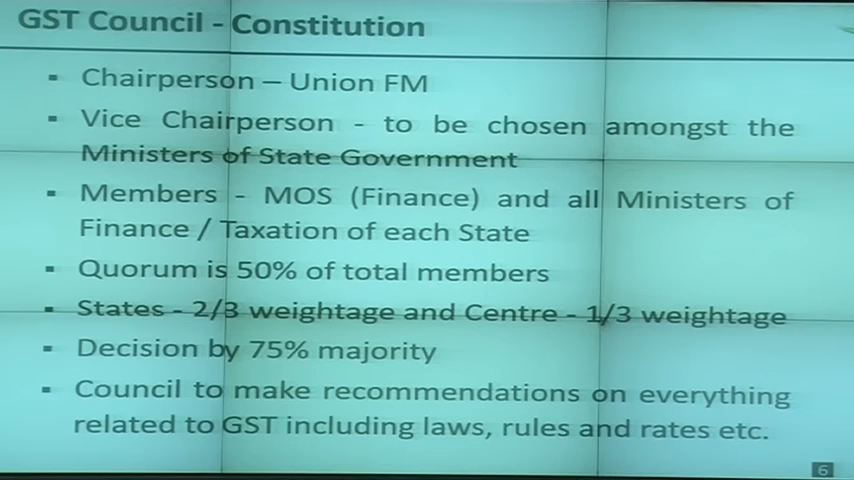 GST Council - Constitution
▪ Chairperson – Union FM
▪ Vice Chairperson - to be chosen amongst the
Ministers of State Government
▪ Members - MOS (Finance) and all Ministers of
Finance / Taxation of each State
▪ Quorum is 50% of total members
▪ States - 2/3 weightage and Centre - 1/3 weightage
▪ Decision by 75% majority
▪ Council to make recommendations on everything
related to GST including laws, rules and rates etc.
6